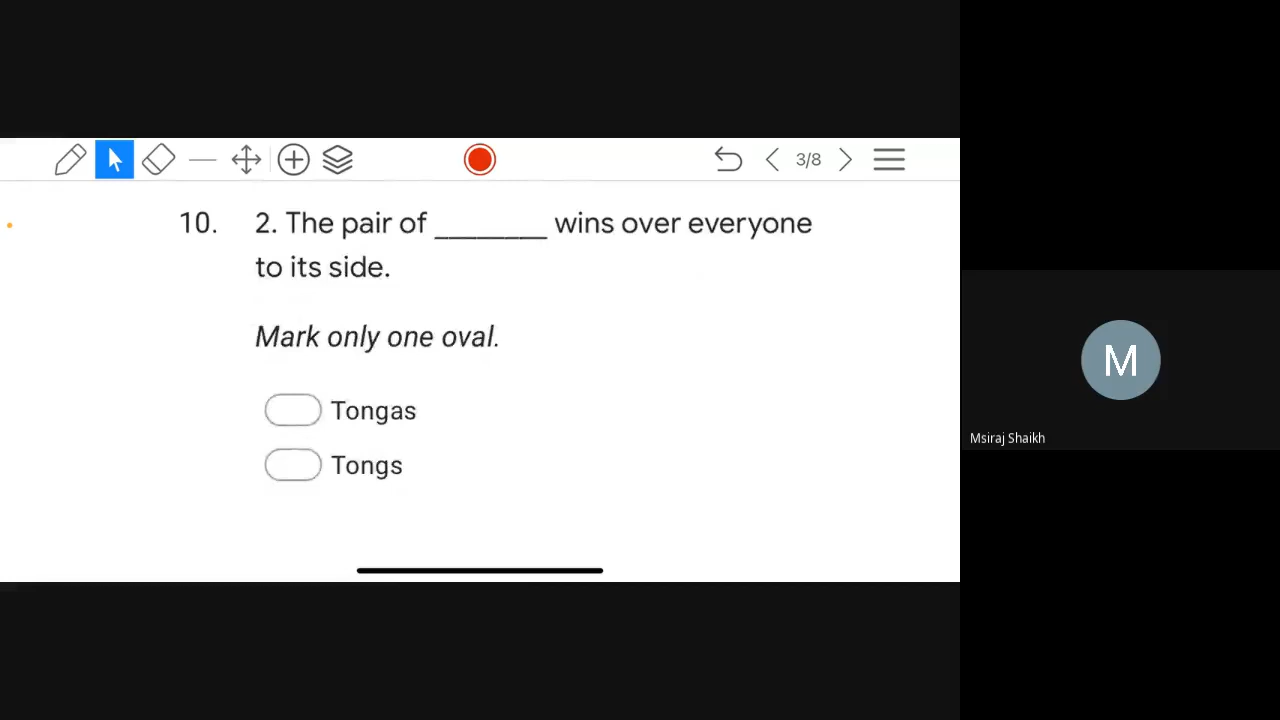 3/8
10. 2. The pair of ________ wins over everyone
to its side.
Mark only one oval.
Tongas
Tongs
M
Msiraj Shaikh